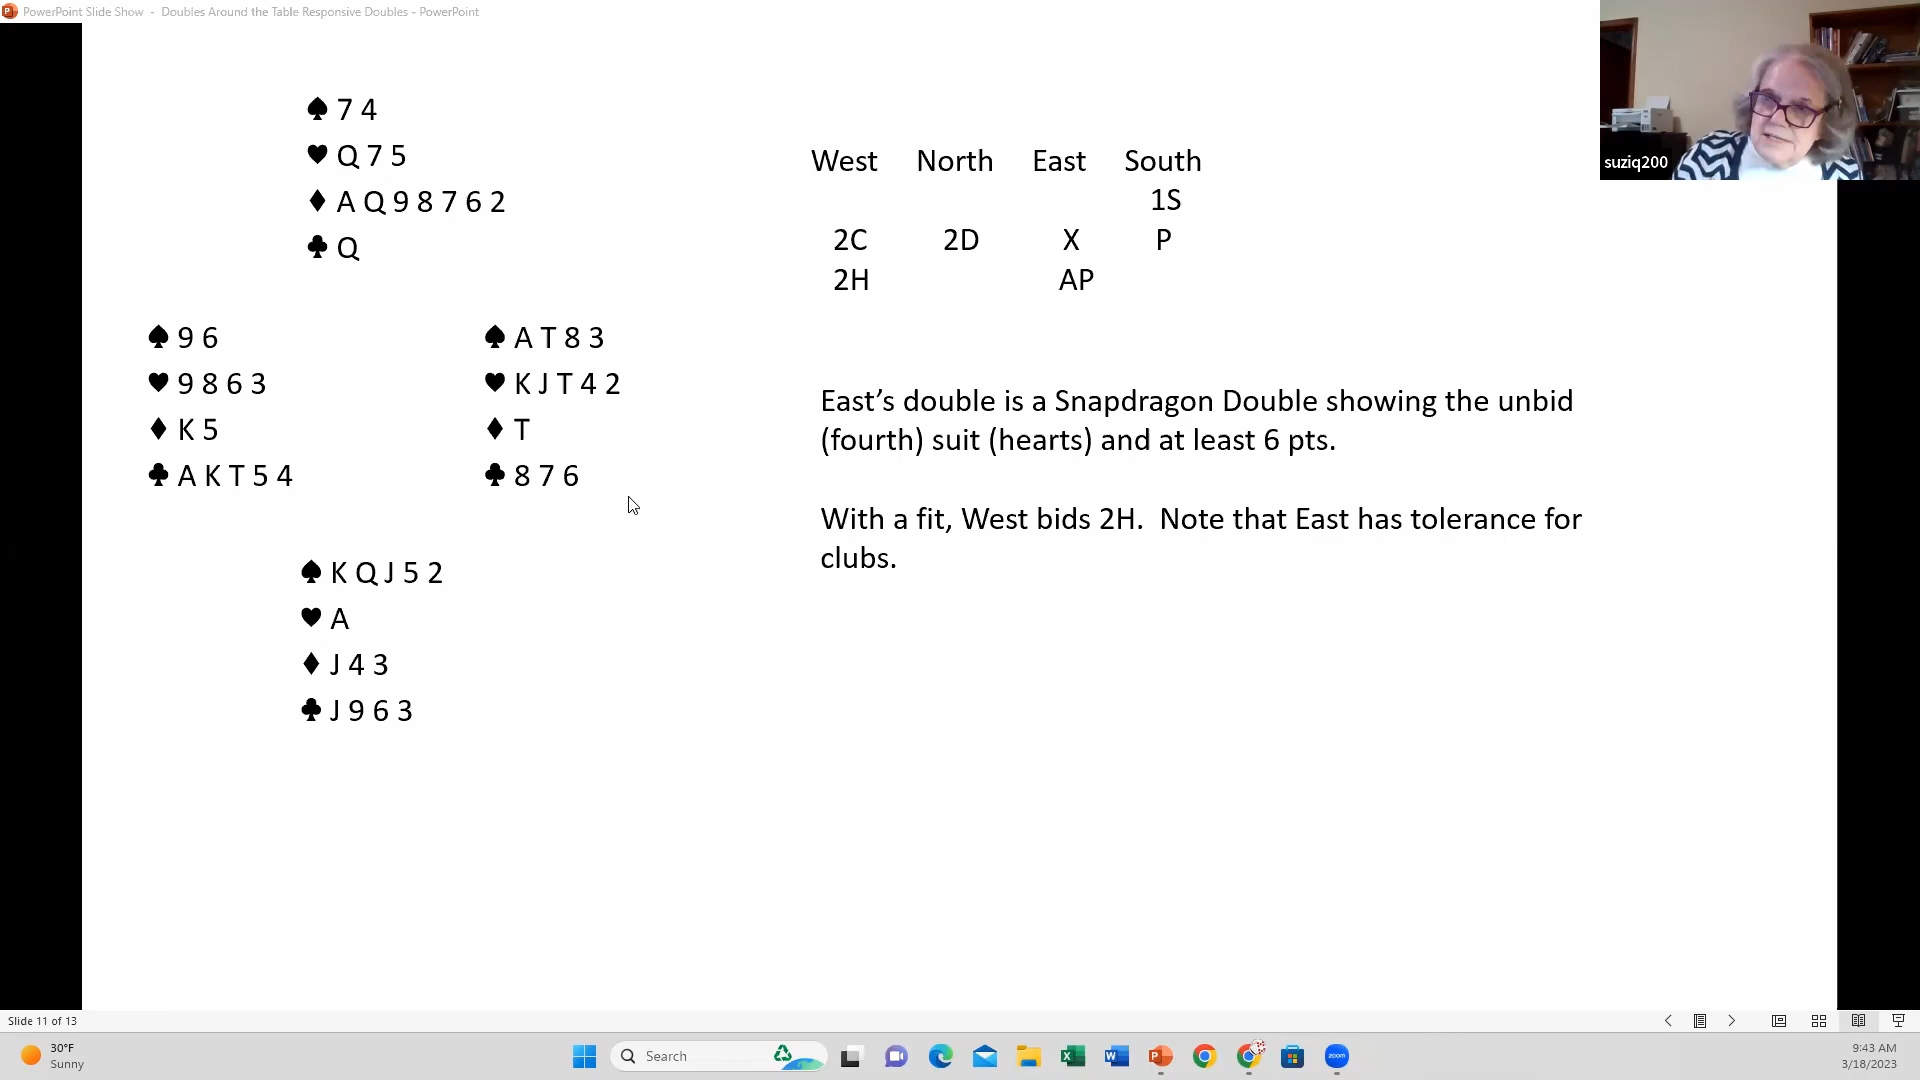 PowerPoint Slide Show - Doubles Around the Table Responsive Doubles - PowerPoint
suziq200
♠ 7 4
♥ Q 7 5
♦ A Q 9 8 7 6 2
♣ Q
♠ 9 6
♥ 9 8 6 3
♦ K 5
♣ A K T 5 4
♠ A T 8 3
♥ K J T 4 2
♦ T
♣ 8 7 6
♠ K Q J 5 2
♥ A
♦ J 4 3
♣ J 9 6 3
West North East South
1S
2C 2D X P
2H AP
East’s double is a Snapdragon Double showing the unbid
(fourth) suit (hearts) and at least 6 pts.
With a fit, West bids 2H. Note that East has tolerance for
clubs.
Slide 11 of 13
30°F
Sunny
Search
zoom
9:43 AM
3/18/2023